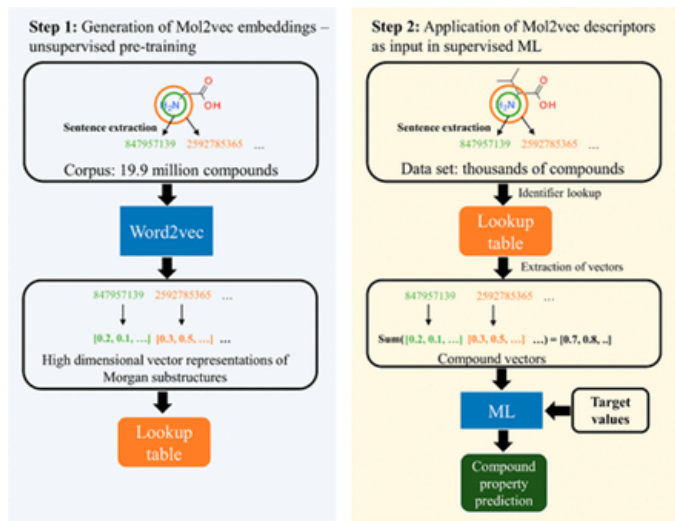 Step 1: Generation of Mol2vec embeddings –
unsupervised pre-training
O
H₂N
OH
Sentence extraction
847957139 2592785365 ...
Corpus: 19.9 million compounds
Word2vec
847957139 2592785365 ...
[0.2, 0.1, ...] [0.3, 0.5, ...] ...
High dimensional vector representations of
Morgan substructures
Lookup
table
Step 2: Application of Mol2vec descriptors
as input in supervised ML
O
H₂N
OH
Sentence extraction
847957139 2592785365 ...
Data set: thousands of compounds
Identifier lookup
Lookup
table
Extraction of vectors
847957139 2592785365 ...
Sum([0.2, 0.1, ...] [0.3, 0.5, ...] ...) = [0.7, 0.8, ..]
Compound vectors
ML
Target
values
Compound
property
prediction